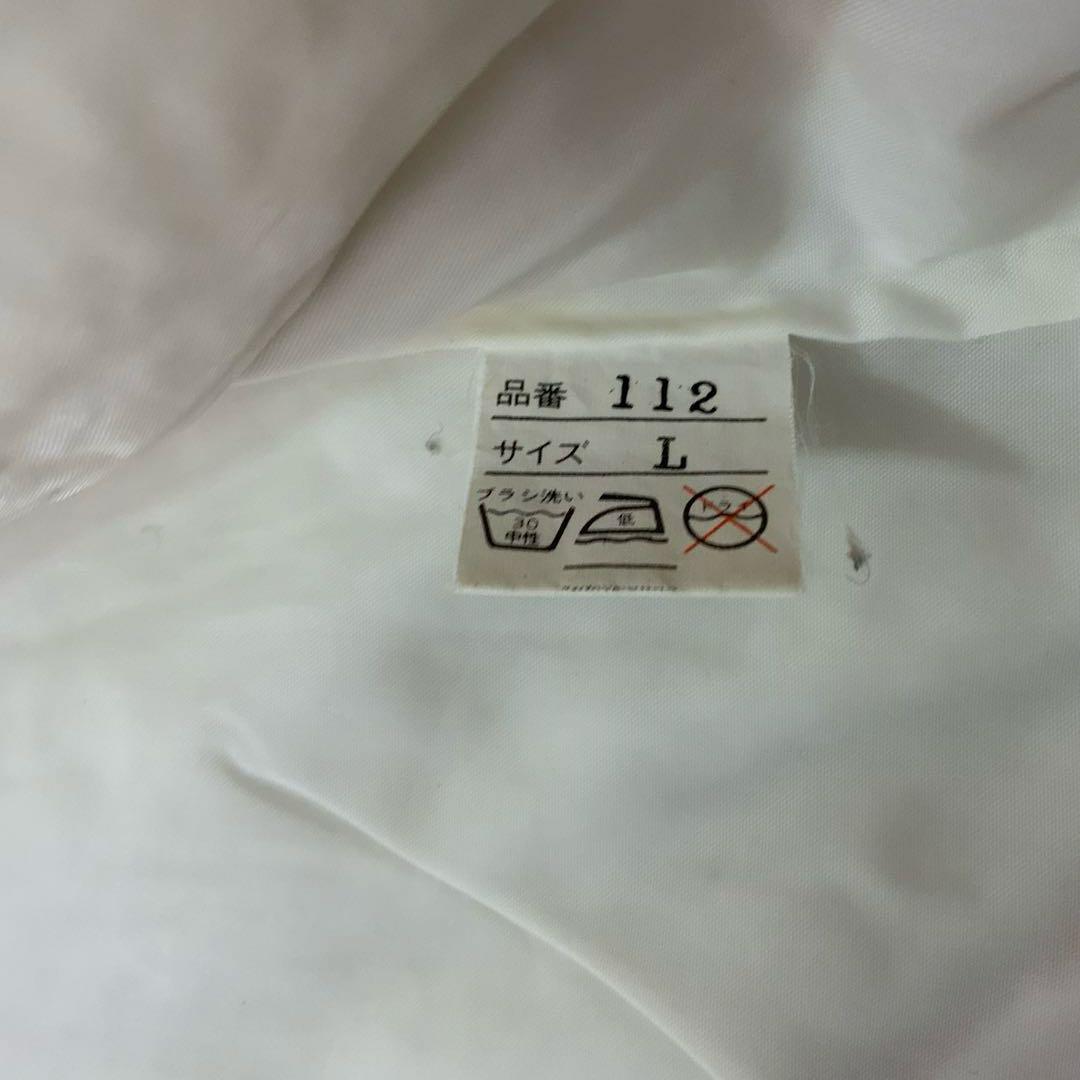 品番 112
サイズ L
ブラシ洗い
30 低 ドライ
中性